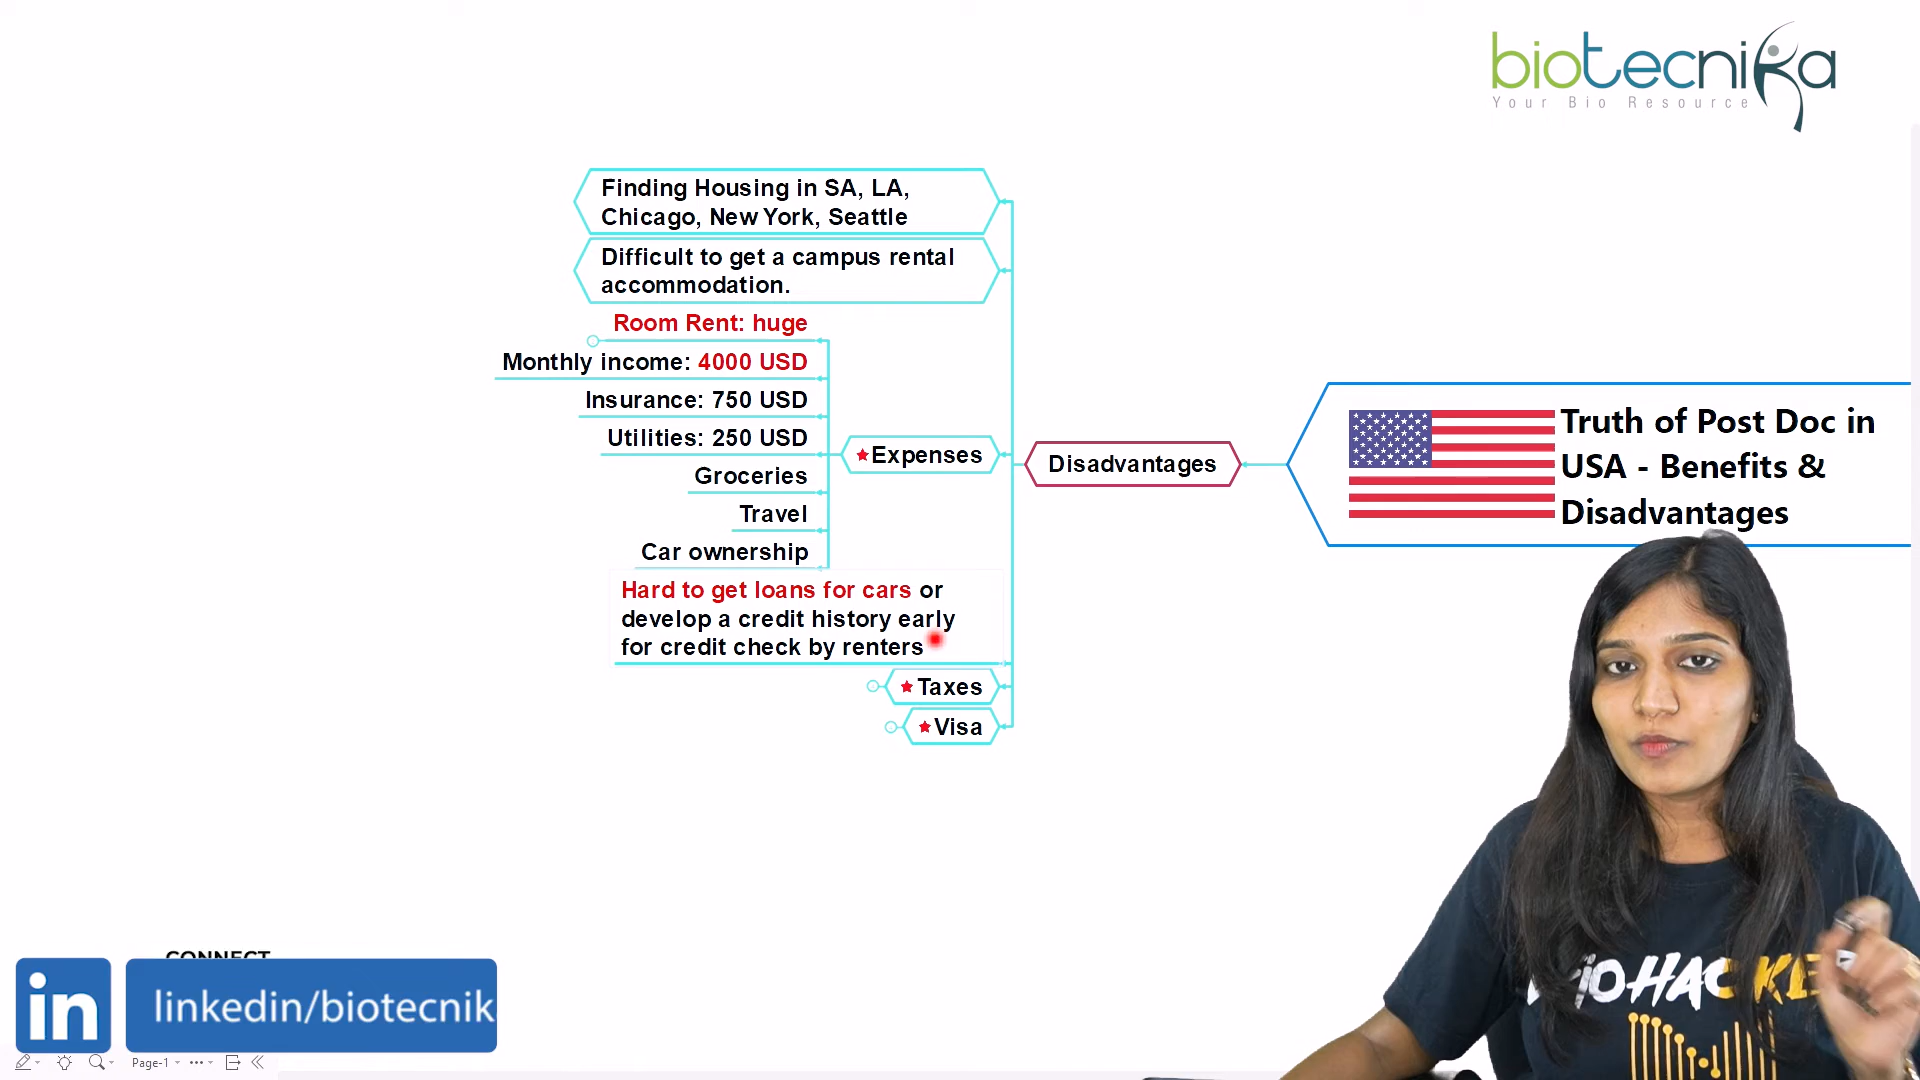 biotecnika
Your Bio Resource
Finding Housing in SA, LA,
Chicago, New York, Seattle
Difficult to get a campus rental
accommodation.
Room Rent: huge
Monthly income: 4000 USD
Insurance: 750 USD
Utilities: 250 USD
Groceries
Travel
Car ownership
Expenses
Hard to get loans for cars or
develop a credit history early
for credit check by renters
Taxes
Visa
Disadvantages
Truth of Post Doc in
USA - Benefits &
Disadvantages
CONNECT
in
linkedin/biotecnik
Page-1